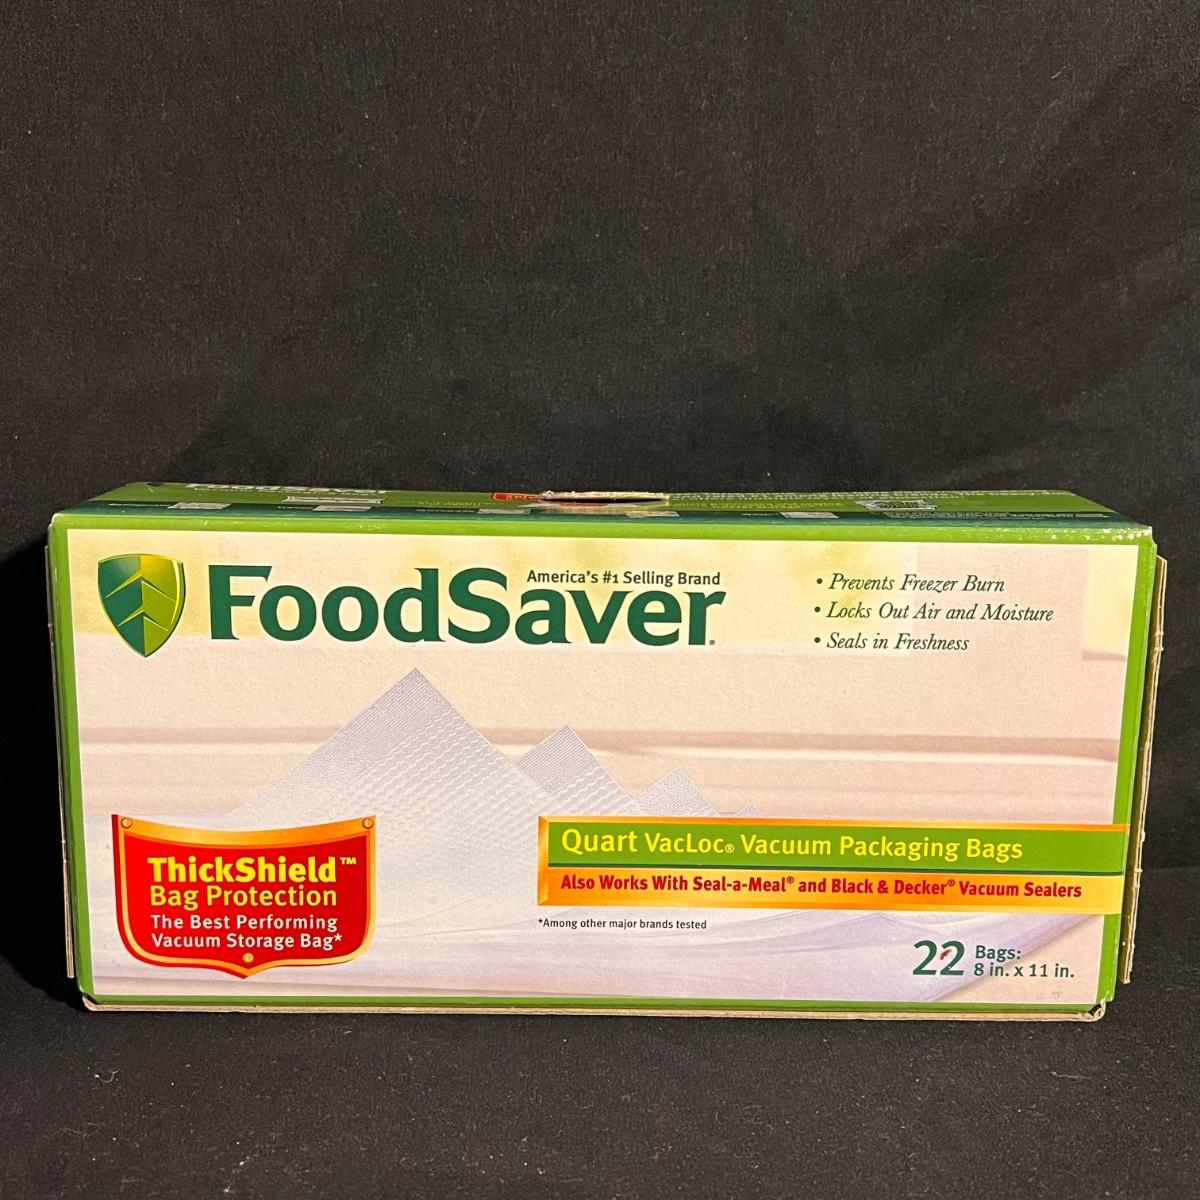 FoodSaver
America's #1 Selling Brand
FoodSaver®
• Prevents Freezer Burn
• Locks Out Air and Moisture
• Seals in Freshness
ThickShield™
Bag Protection
The Best Performing
Vacuum Storage Bag*
Quart VacLoc® Vacuum Packaging Bags
Also Works With Seal-a-Meal® and Black & Decker® Vacuum Sealers
*Among other major brands tested
22 Bags:
8 in. x 11 in.